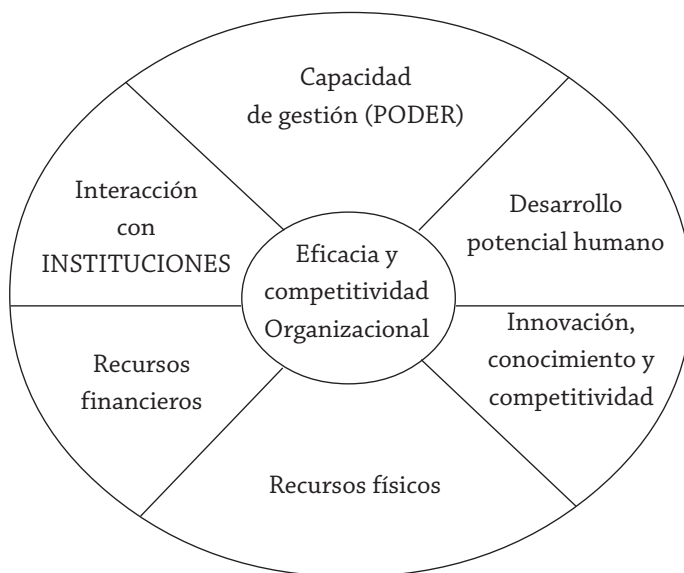 Capacidad
de gestión (PODER)
Interacción
con
INSTITUCIONES
Desarrollo
potencial humano
Eficacia y
competitividad
Organizacional
Innovación,
conocimiento y
competitividad
Recursos
financieros
Recursos físicos